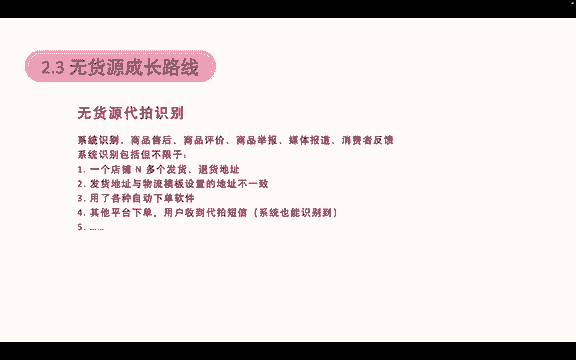 2.3 无货源成长路线
无货源代拍识别
系统识别，商品售后、商品评价、商品举报、媒体报道、消费者反馈
系统识别包括但不限于：
1. 一个店铺 N 多个发货、退货地址
2. 发货地址与物流模板设置的地址不一致
3. 用了各种自动下单软件
4. 其他平台下单，用户收到代拍短信（系统也能识别到）
5. ……